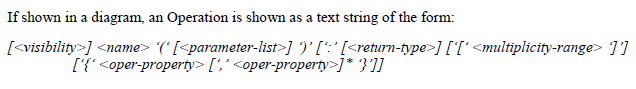 If shown in a diagram, an Operation is shown as a text string of the form:
[<visibility>] <name> ‘(‘ [<parameter-list>] ‘)’ [‘:’ [<return-type>] [‘[‘ <multiplicity-range> ‘]’]
[‘{‘ <oper-property> [‘,’ <oper-property>]* ‘}’]]